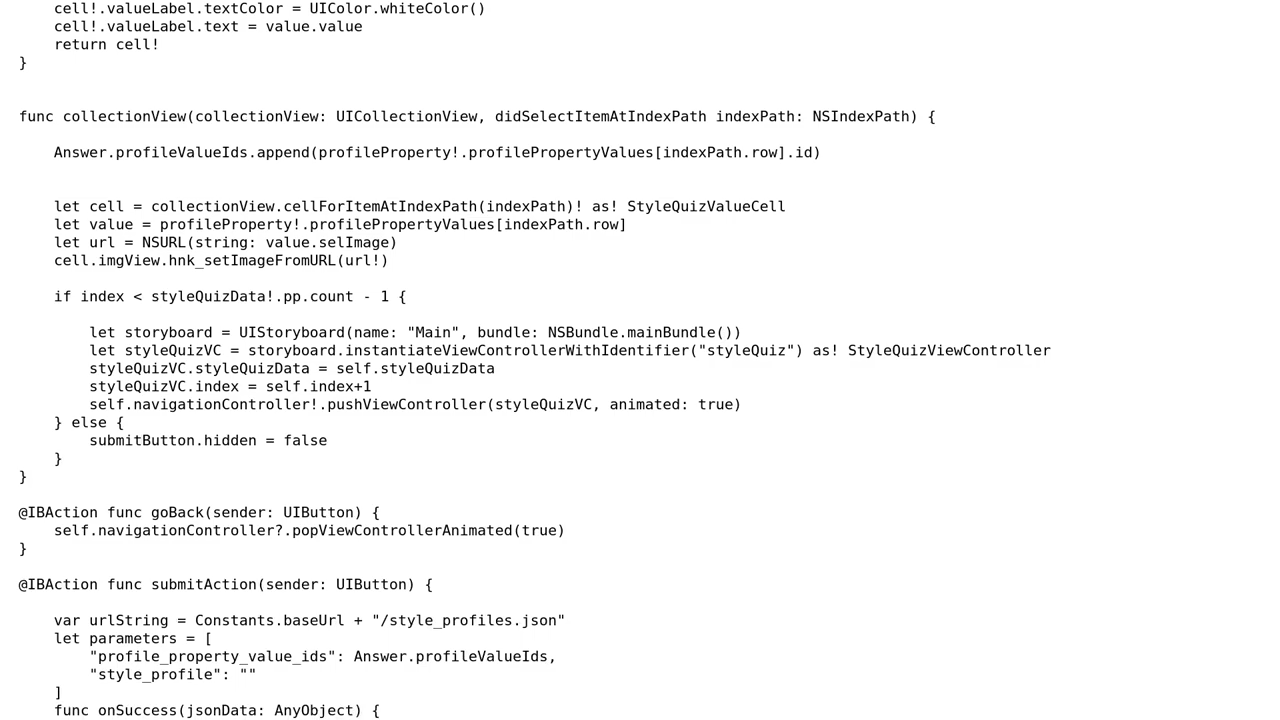 cell!.valueLabel.textColor = UIColor.whiteColor()
cell!.valueLabel.text = value.value
return cell!
}
func collectionView(collectionView: UICollectionView, didSelectItemAtIndexPath indexPath: NSIndexPath) {
Answer.profileValueIds.append(profileProperty!.profilePropertyValues[indexPath.row].id)
let cell = collectionView.cellForItemAtIndexPath(indexPath)! as! StyleQuizValueCell
let value = profileProperty!.profilePropertyValues[indexPath.row]
let url = NSURL(string: value.selImage)
cell.imgView.hnk_setImageFromURL(url!)
if index < styleQuizData!.pp.count - 1 {
let storyboard = UIStoryboard(name: "Main", bundle: NSBundle.mainBundle())
let styleQuizVC = storyboard.instantiateViewControllerWithIdentifier("styleQuiz") as! StyleQuizViewController
styleQuizVC.styleQuizData = self.styleQuizData
styleQuizVC.index = self.index+1
self.navigationController!.pushViewController(styleQuizVC, animated: true)
} else {
submitButton.hidden = false
}
}
@IBAction func goBack(sender: UIButton) {
self.navigationController?.popViewControllerAnimated(true)
}
@IBAction func submitAction(sender: UIButton) {
var urlString = Constants.baseUrl + "/style_profiles.json"
let parameters = [
"profile_property_value_ids": Answer.profileValueIds,
"style_profile": ""
]
func onSuccess(jsonData: AnyObject) {